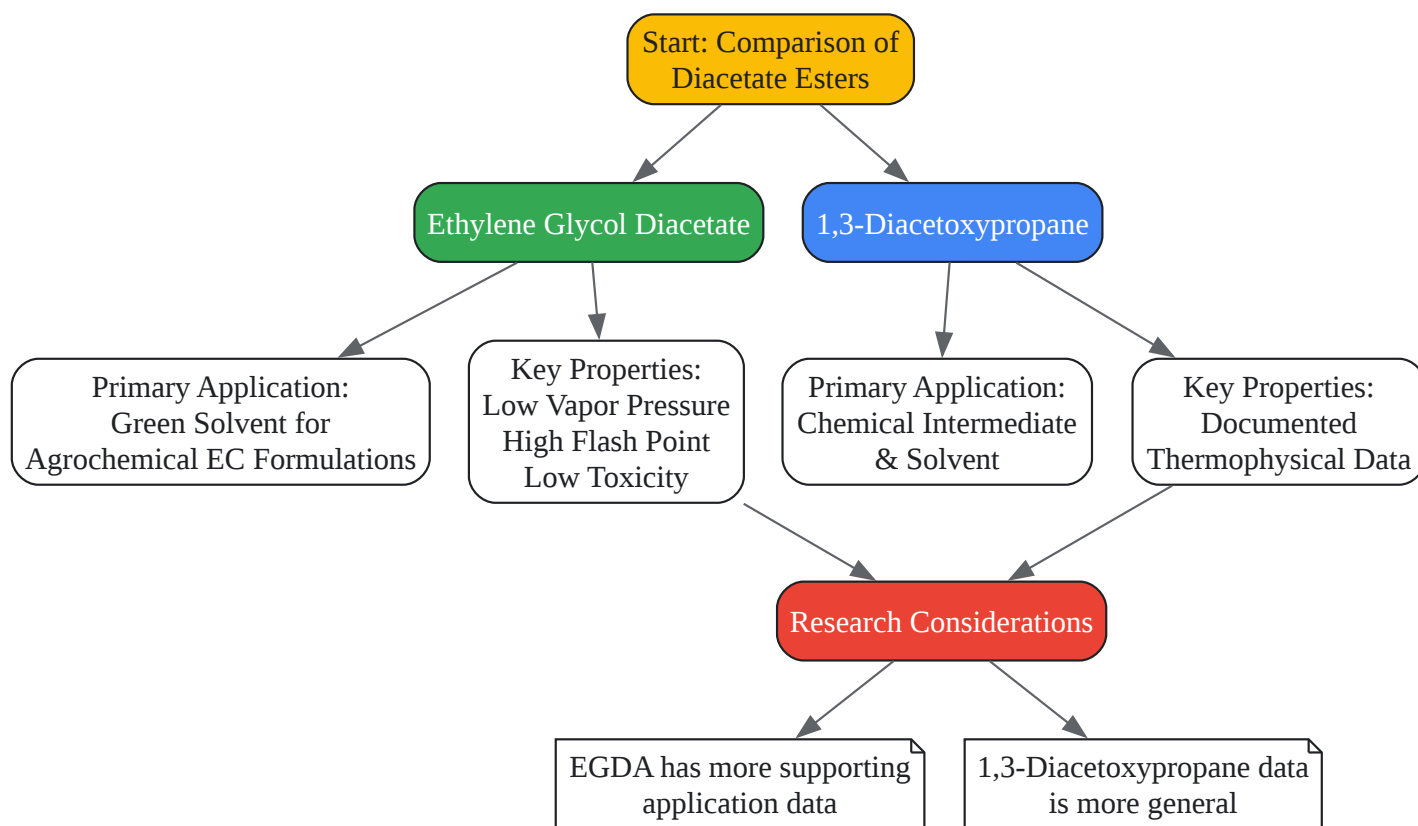 Start: Comparison of
Diacetate Esters
Ethylene Glycol Diacetate
1,3-Diacetoxypropane
Primary Application:
Green Solvent for
Agrochemical EC Formulations
Key Properties:
Low Vapor Pressure
High Flash Point
Low Toxicity
Primary Application:
Chemical Intermediate
& Solvent
Key Properties:
Documented
Thermophysical Data
Research Considerations
EGDA has more supporting
application data
1,3-Diacetoxypropane data
is more general